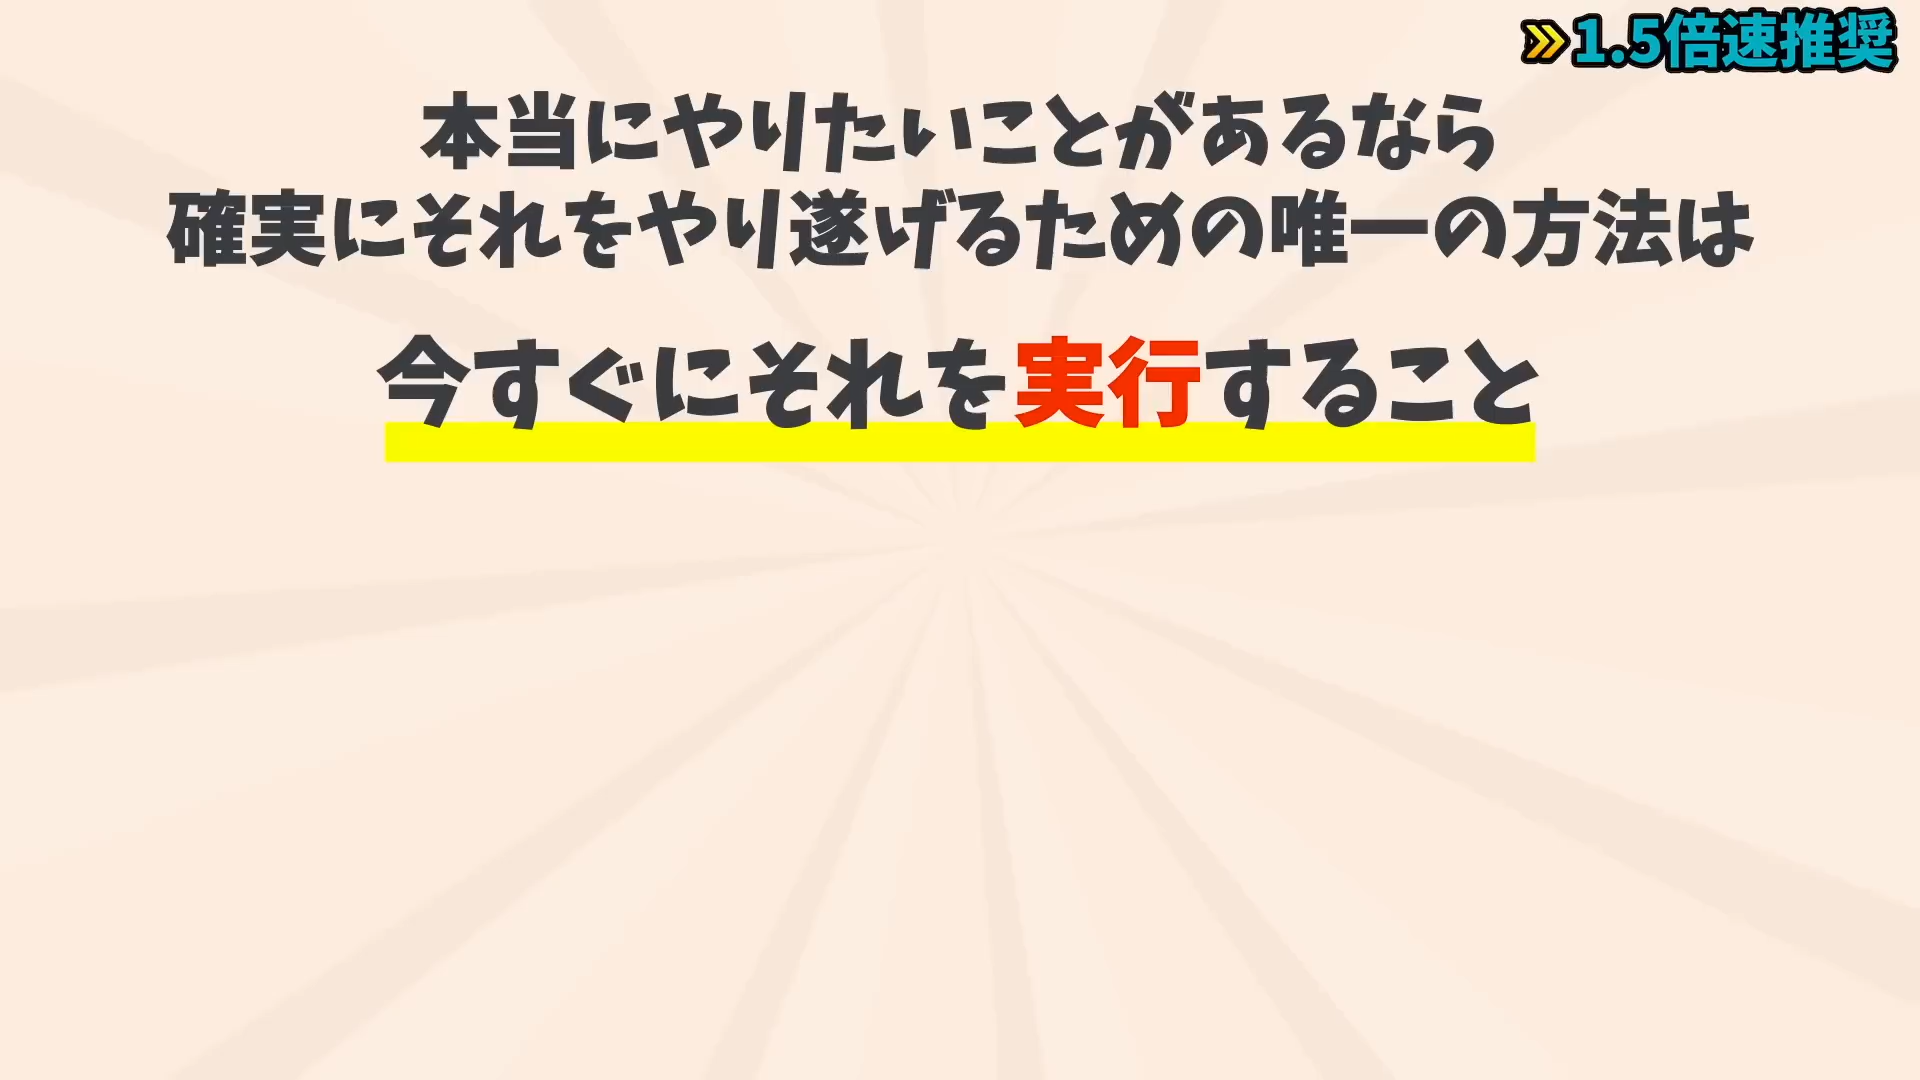 1.5倍速推奨
本当にやりたいことがあるなら
確実にそれをやり遂げるための唯一の方法は
今すぐにそれを実行すること